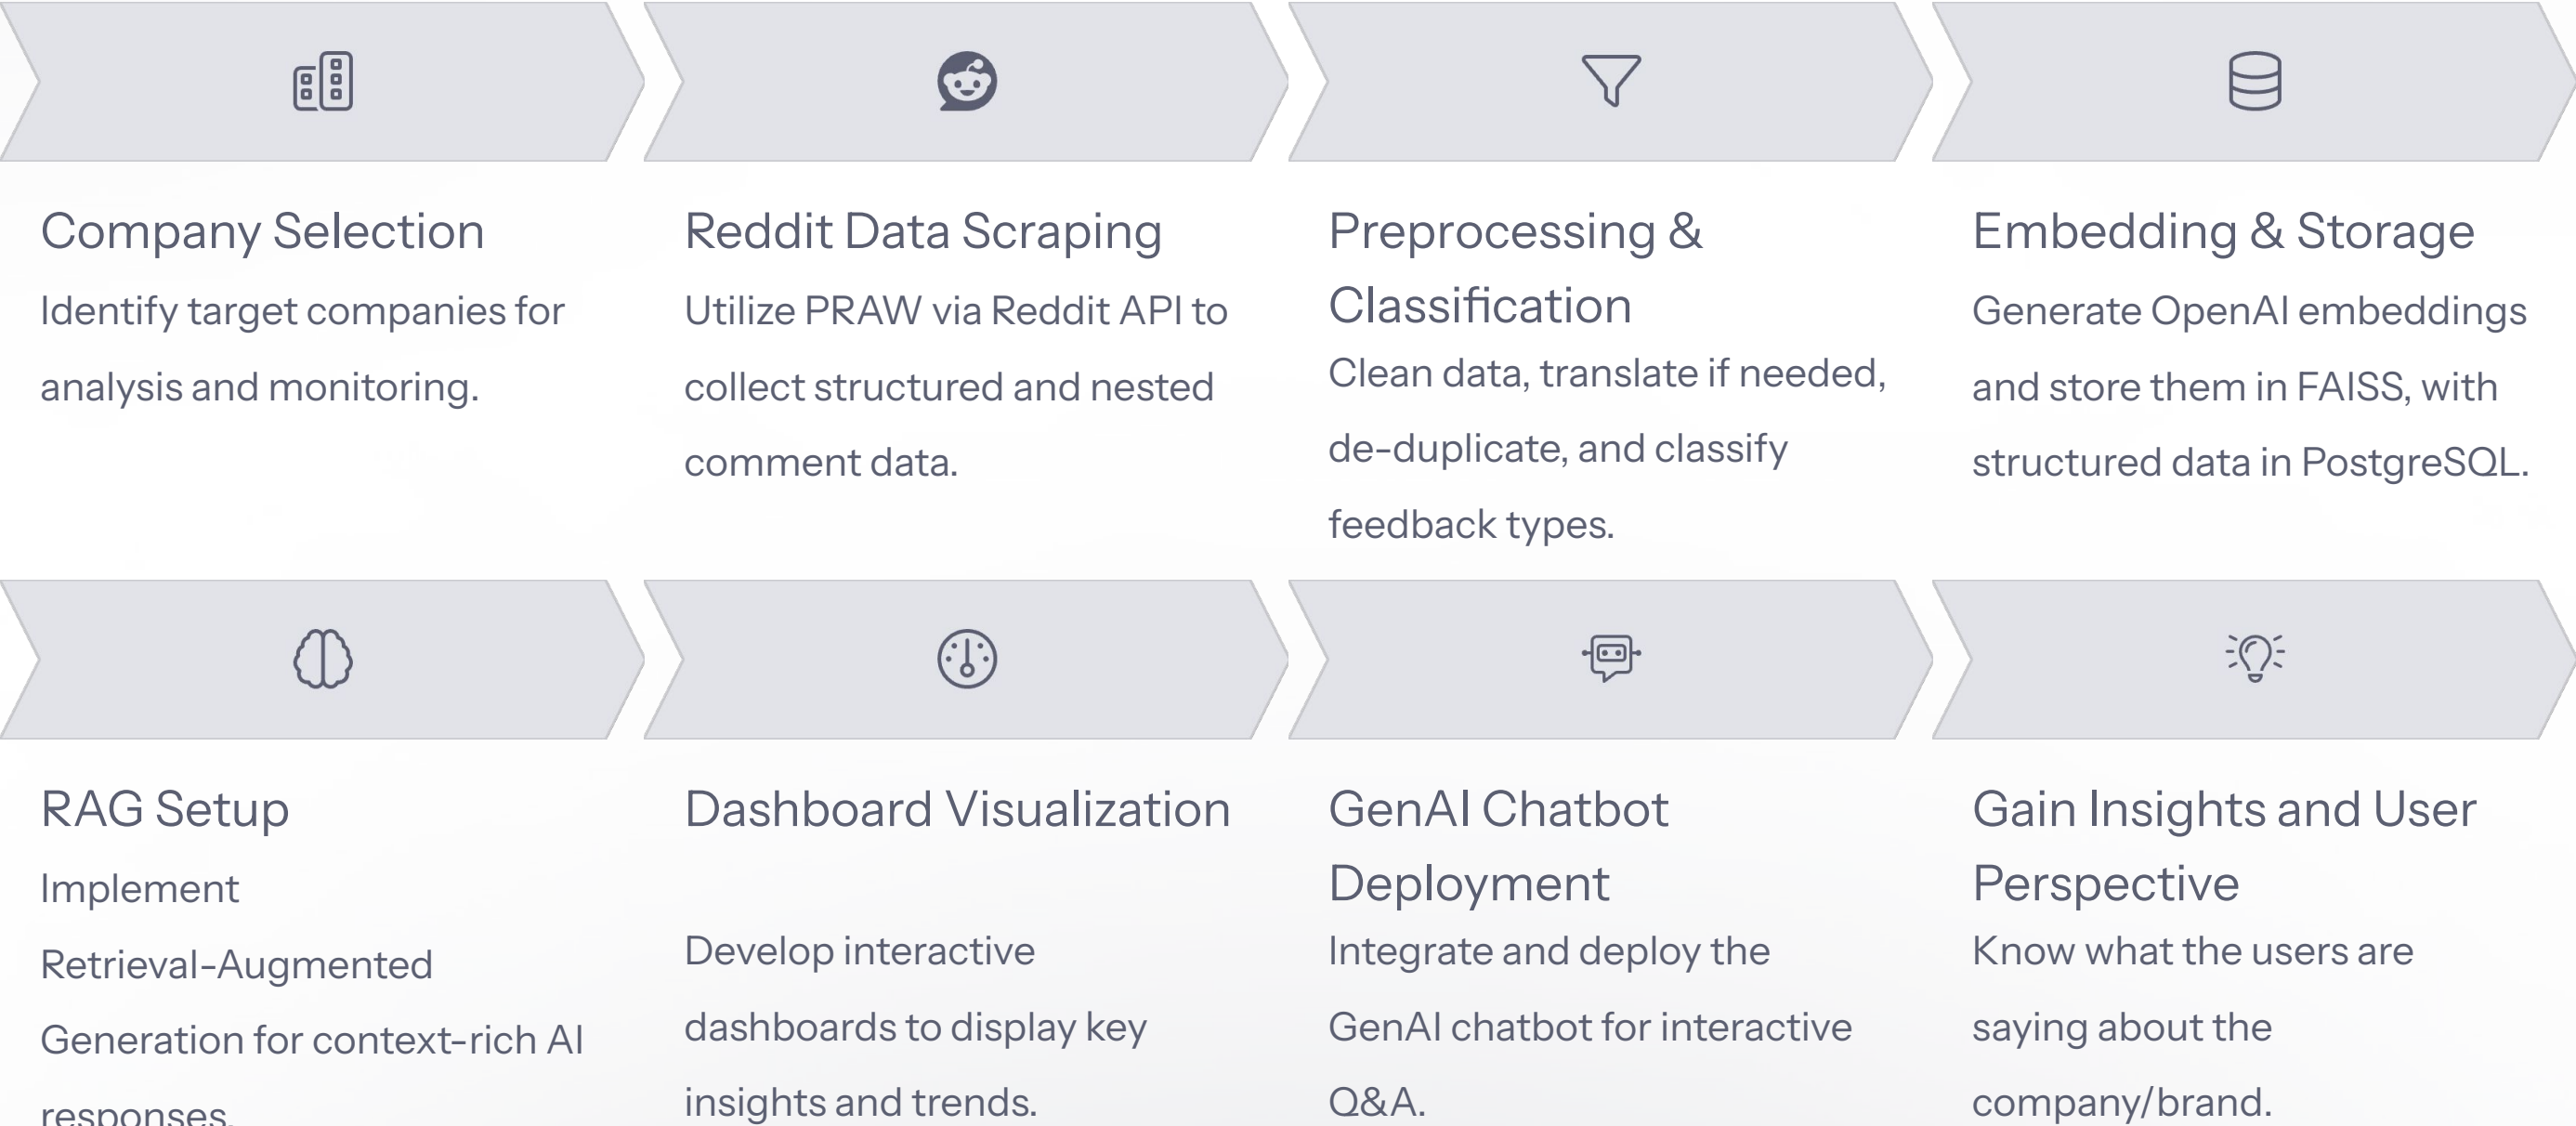 Company Selection
Identify target companies for
analysis and monitoring.
Reddit Data Scraping
Utilize PRAW via Reddit API to
collect structured and nested
comment data.
Preprocessing &
Classification
Clean data, translate if needed,
de-duplicate, and classify
feedback types.
Embedding & Storage
Generate OpenAI embeddings
and store them in FAISS, with
structured data in PostgreSQL.
RAG Setup
Implement
Retrieval-Augmented
Generation for context-rich AI
responses.
Dashboard Visualization
Develop interactive
dashboards to display key
insights and trends.
GenAI Chatbot
Deployment
Integrate and deploy the
GenAI chatbot for interactive
Q&A.
Gain Insights and User
Perspective
Know what the users are
saying about the
company/brand.